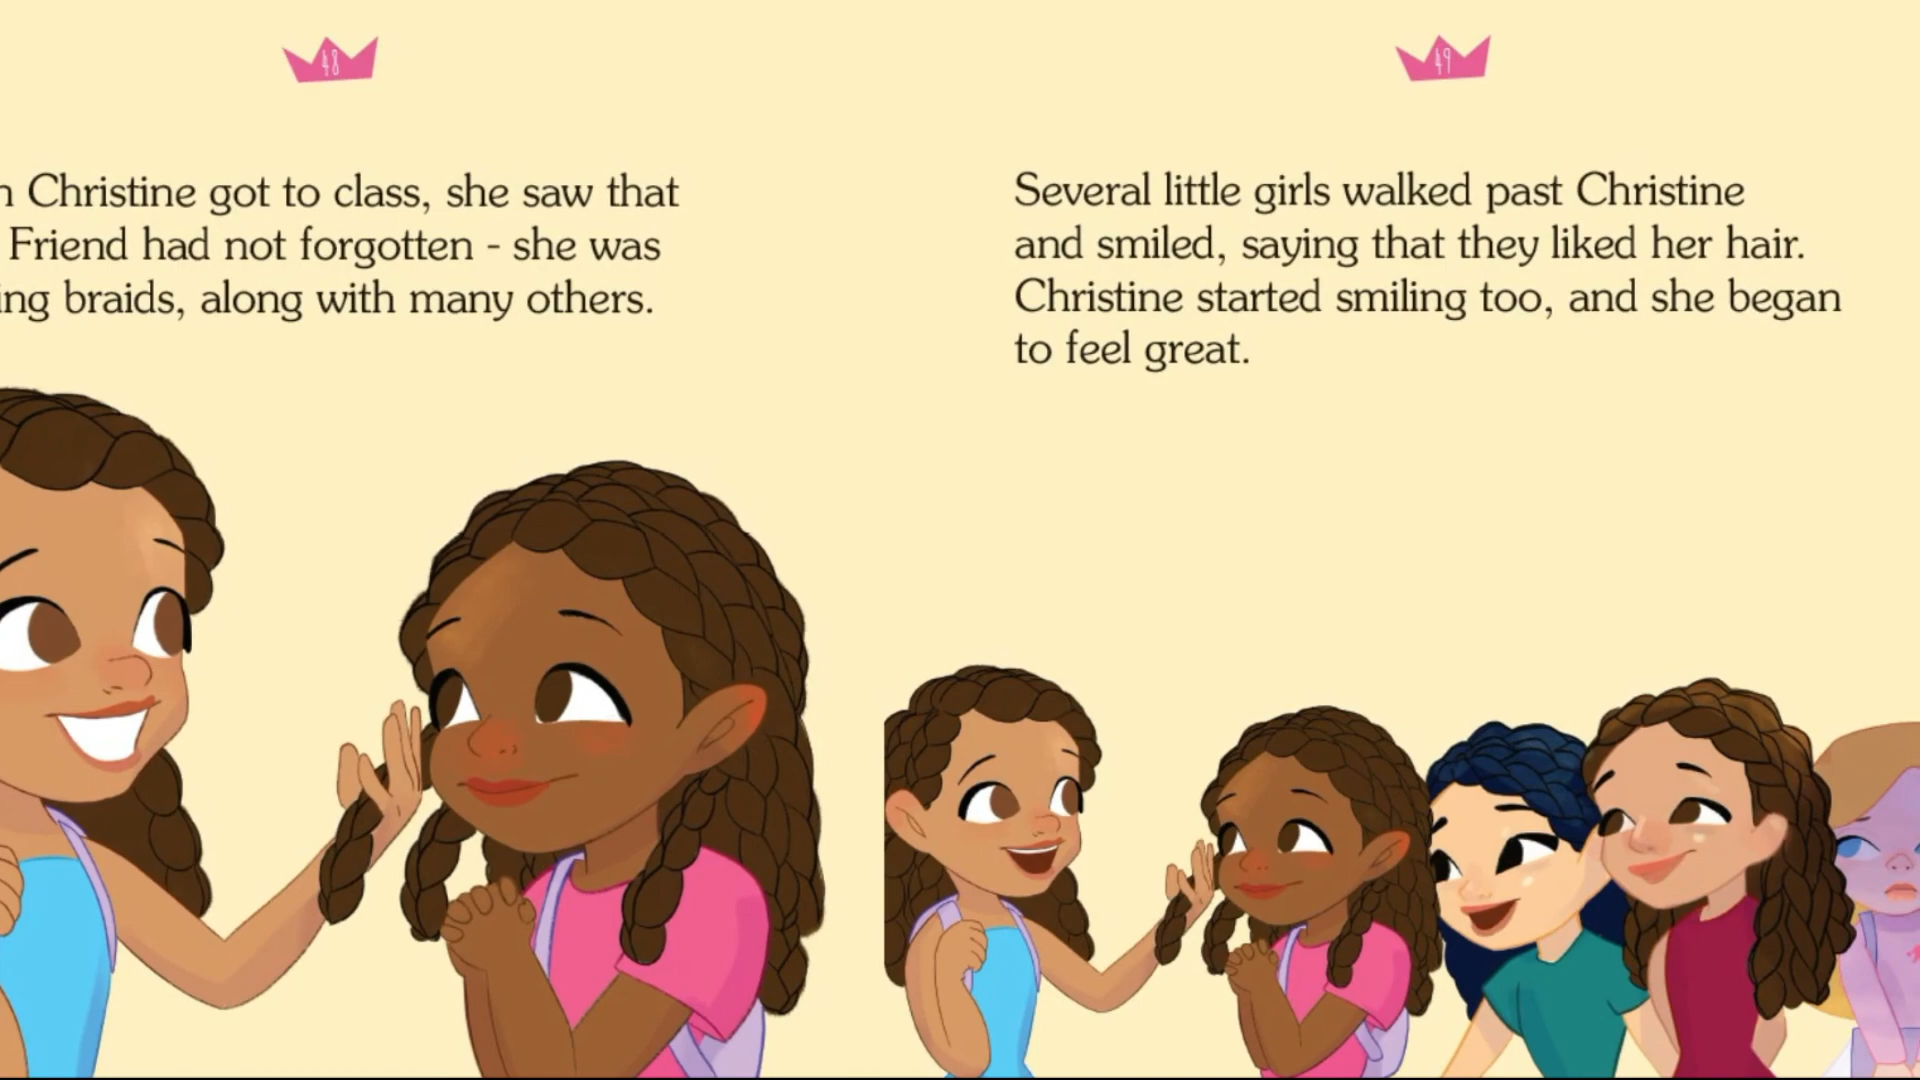 48
Christine got to class, she saw that
Friend had not forgotten - she was
ing braids, along with many others.
49
Several little girls walked past Christine
and smiled, saying that they liked her hair.
Christine started smiling too, and she began
to feel great.